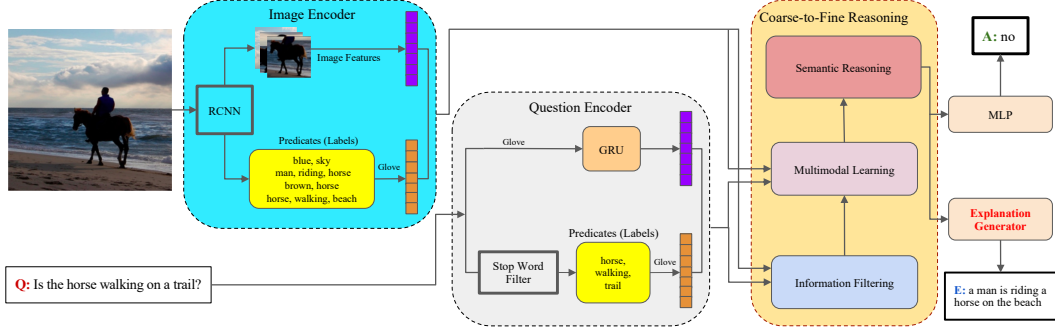 Image Encoder
Image Features
RCNN
Predicates (Labels)
blue, sky
man, riding, horse
brown, horse
horse, walking, beach
Glove
Q: Is the horse walking on a trail?
Question Encoder
Glove
GRU
Stop Word
Filter
Predicates (Labels)
horse,
walking,
trail
Glove
Coarse-to-Fine Reasoning
Semantic Reasoning
Multimodal Learning
Information Filtering
A: no
MLP
Explanation
Generator
E: a man is riding a
horse on the beach